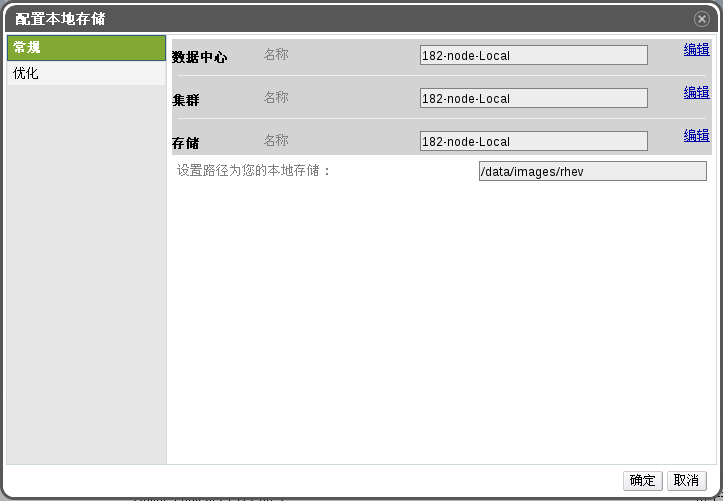 配置本地存储
常规
优化
数据中心 名称 182-node-Local 编辑
集群 名称 182-node-Local 编辑
存储 名称 182-node-Local 编辑
设置路径为您的本地存储： /data/images/rhev
确定 取消